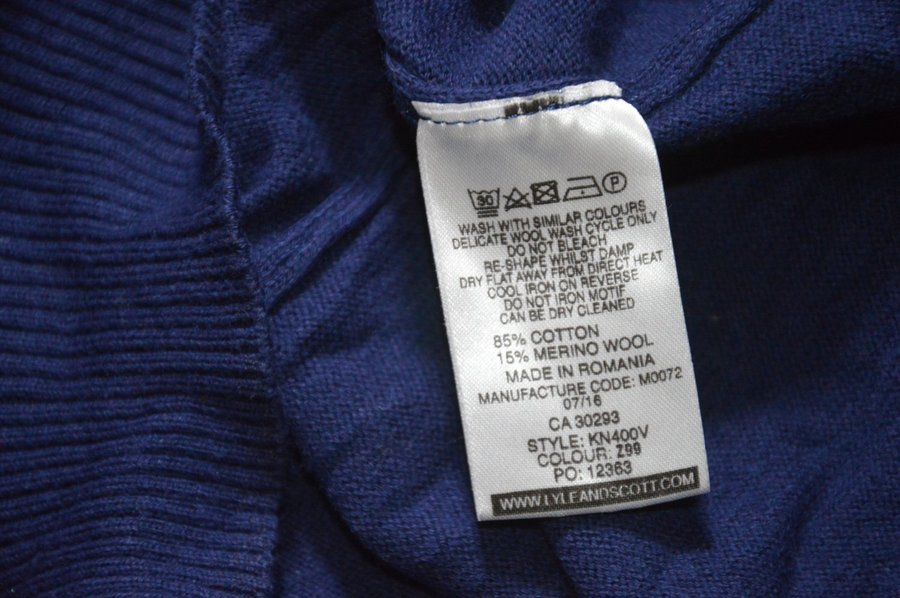 30 P
WASH WITH SIMILAR COLOURS
DELICATE WOOL WASH CYCLE ONLY
DO NOT BLEACH
RE-SHAPE WHILST DAMP
DRY FLAT AWAY FROM DIRECT HEAT
COOL IRON ON REVERSE
DO NOT IRON MOTIF
CAN BE DRY CLEANED
85% COTTON
15% MERINO WOOL
MADE IN ROMANIA
MANUFACTURE CODE: M0072
07/16
CA 30293
STYLE: KN400V
COLOUR: Z99
PO: 12363
WWW.LYLEANDSCOTT.COM